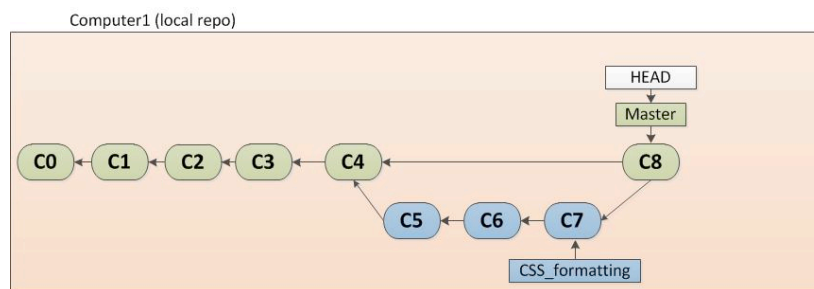 Computer1 (local repo)
HEAD
Master
C0 C1 C2 C3 C4 C8
C5 C6 C7
CSS_formatting